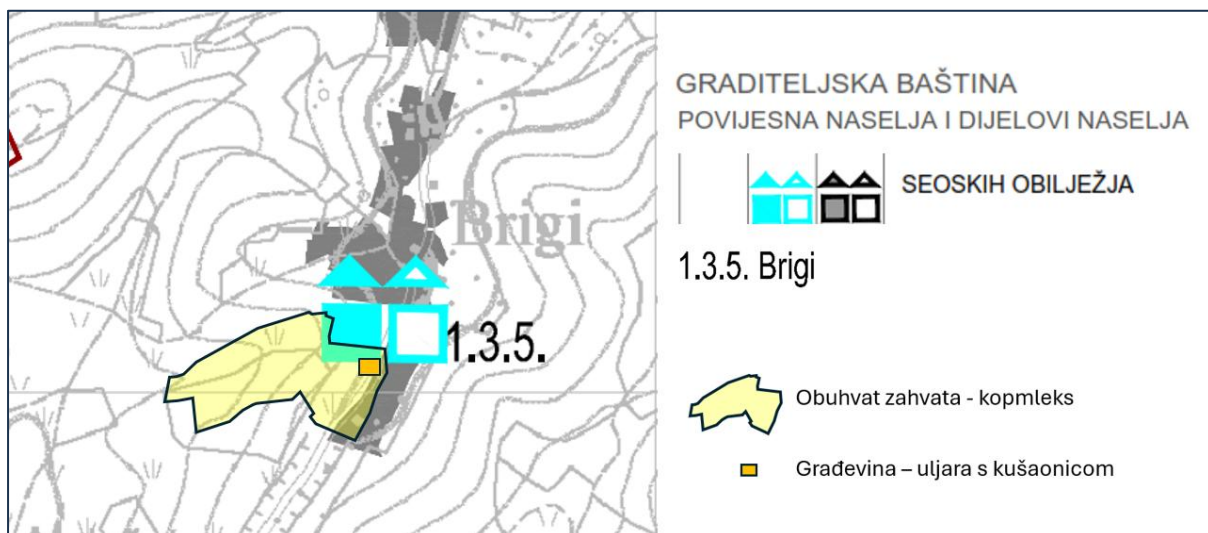 Brigi
1.3.5.
GRADITELJSKA BAŠTINA
POVIJESNA NASELJA I DIJELOVI NASELJA
SEOSKIH OBILJEŽJA
1.3.5. Brigi
Obuhvat zahvata - kopmleks
Građevina – uljara s kušaonicom